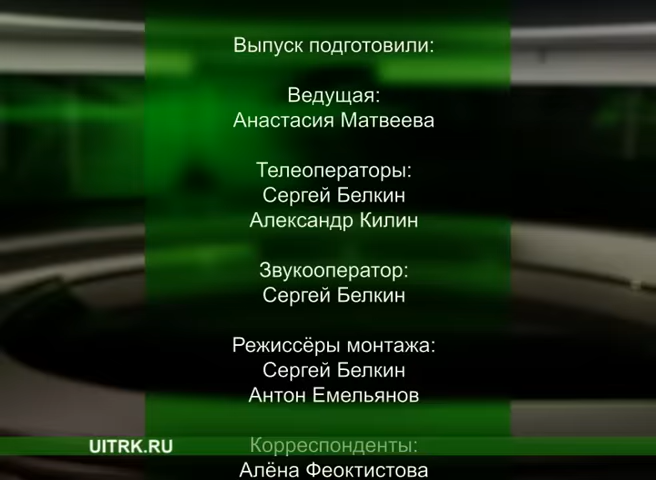 Выпуск подготовили:
Ведущая:
Анастасия Матвеева
Телеоператоры:
Сергей Белкин
Александр Килин
Звукооператор:
Сергей Белкин
Режиссёры монтажа:
Сергей Белкин
Антон Емельянов
UITRK.RU
Корреспонденты:
Алёна Феоктистова